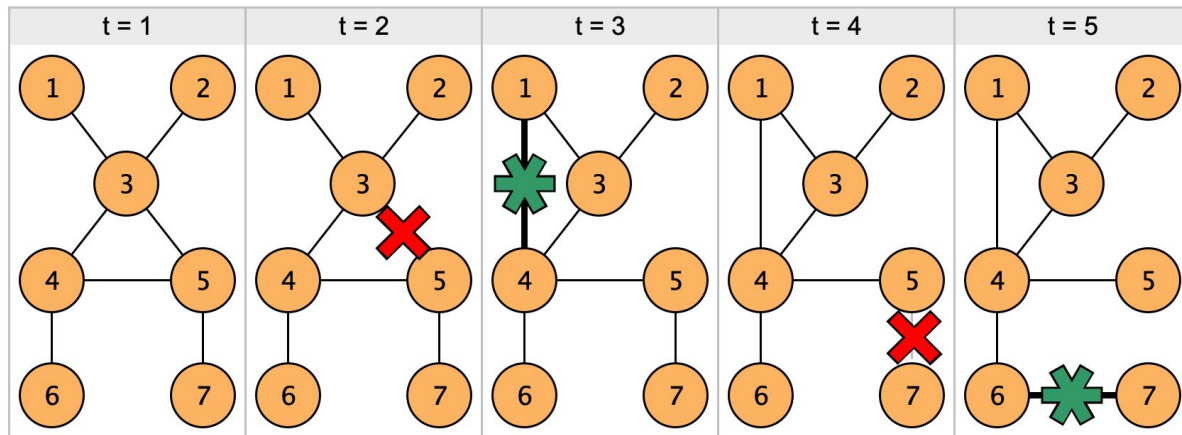 t = 1 t = 2 t = 3 t = 4 t = 5
1 2 1 2 1 2 1 2 1 2
3 3 3 3 3
4 5 4 5 4 5 4 5 4 5
6 7 6 7 6 7 6 7 6 7